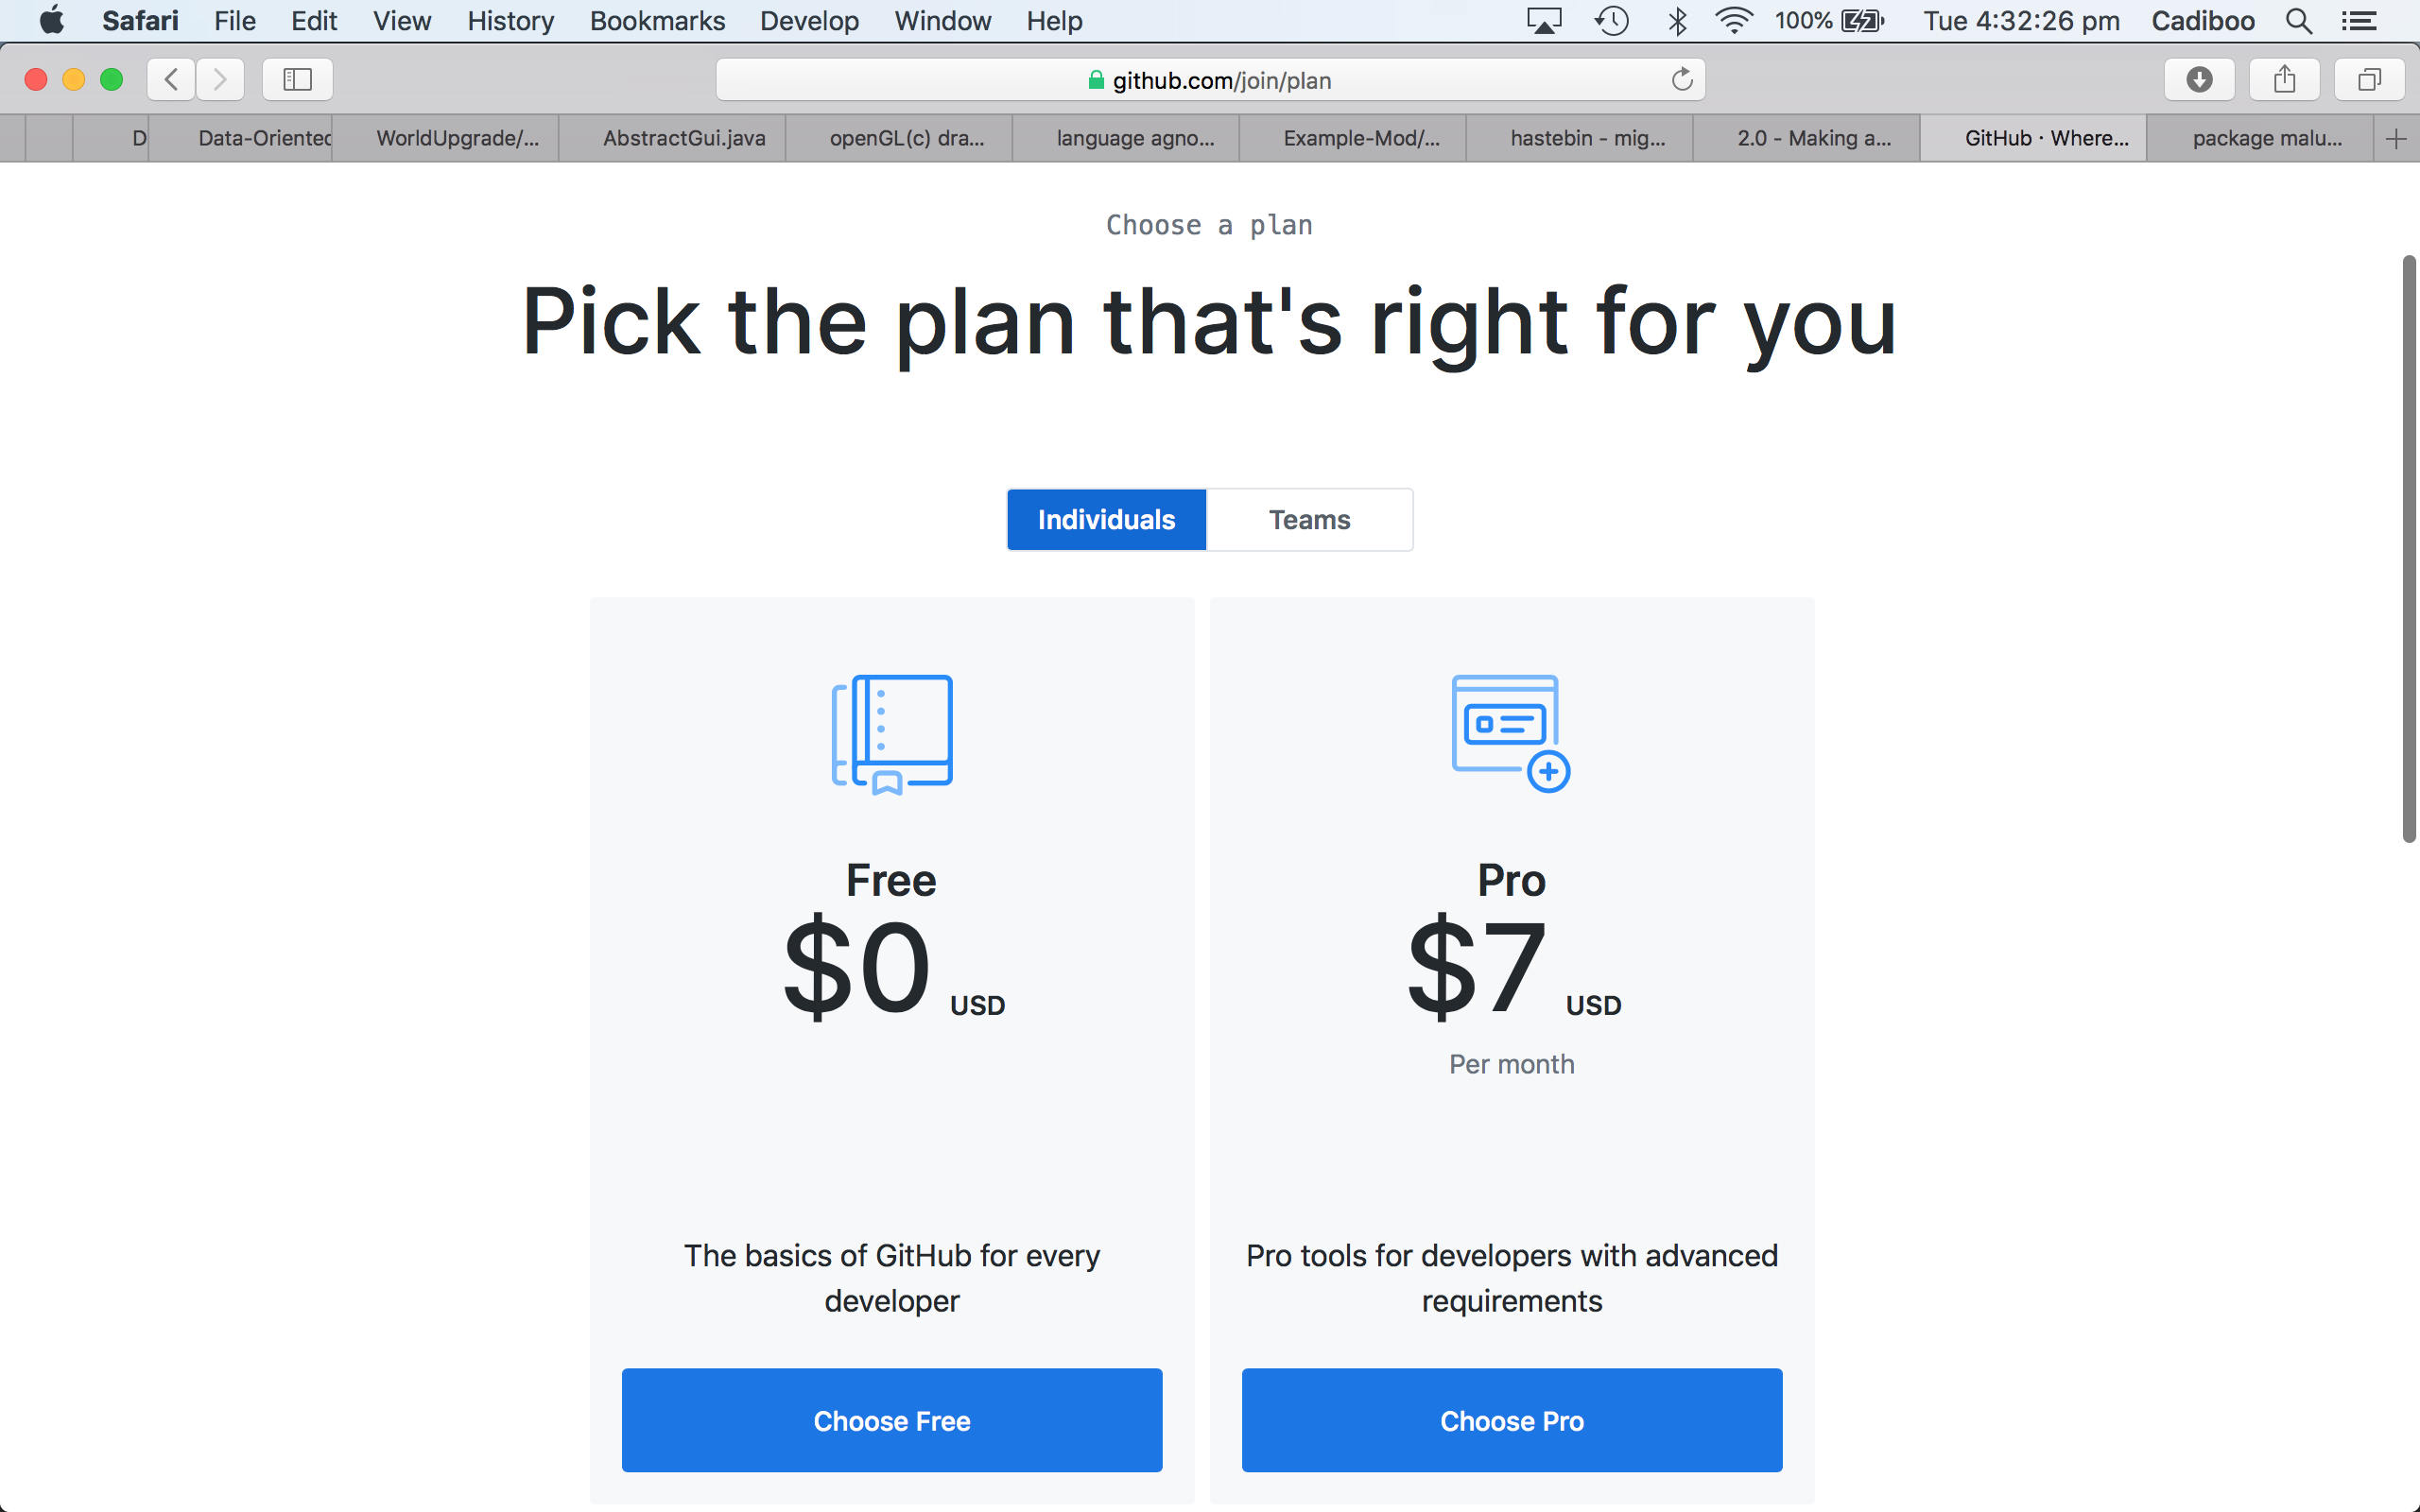 Safari File Edit View History Bookmarks Develop Window Help 100% Tue 4:32:26 pm Cadiboo
github.com/join/plan
D Data-Oriented WorldUpgrade/... AbstractGui.java openGL(c) dra... language agno... Example-Mod/... hastebin - mig... 2.0 - Making a... GitHub · Where... package malu...
Choose a plan
Pick the plan that's right for you
Individuals Teams
Free
$0 USD
The basics of GitHub for every
developer
Choose Free
Pro
$7 USD
Per month
Pro tools for developers with advanced
requirements
Choose Pro